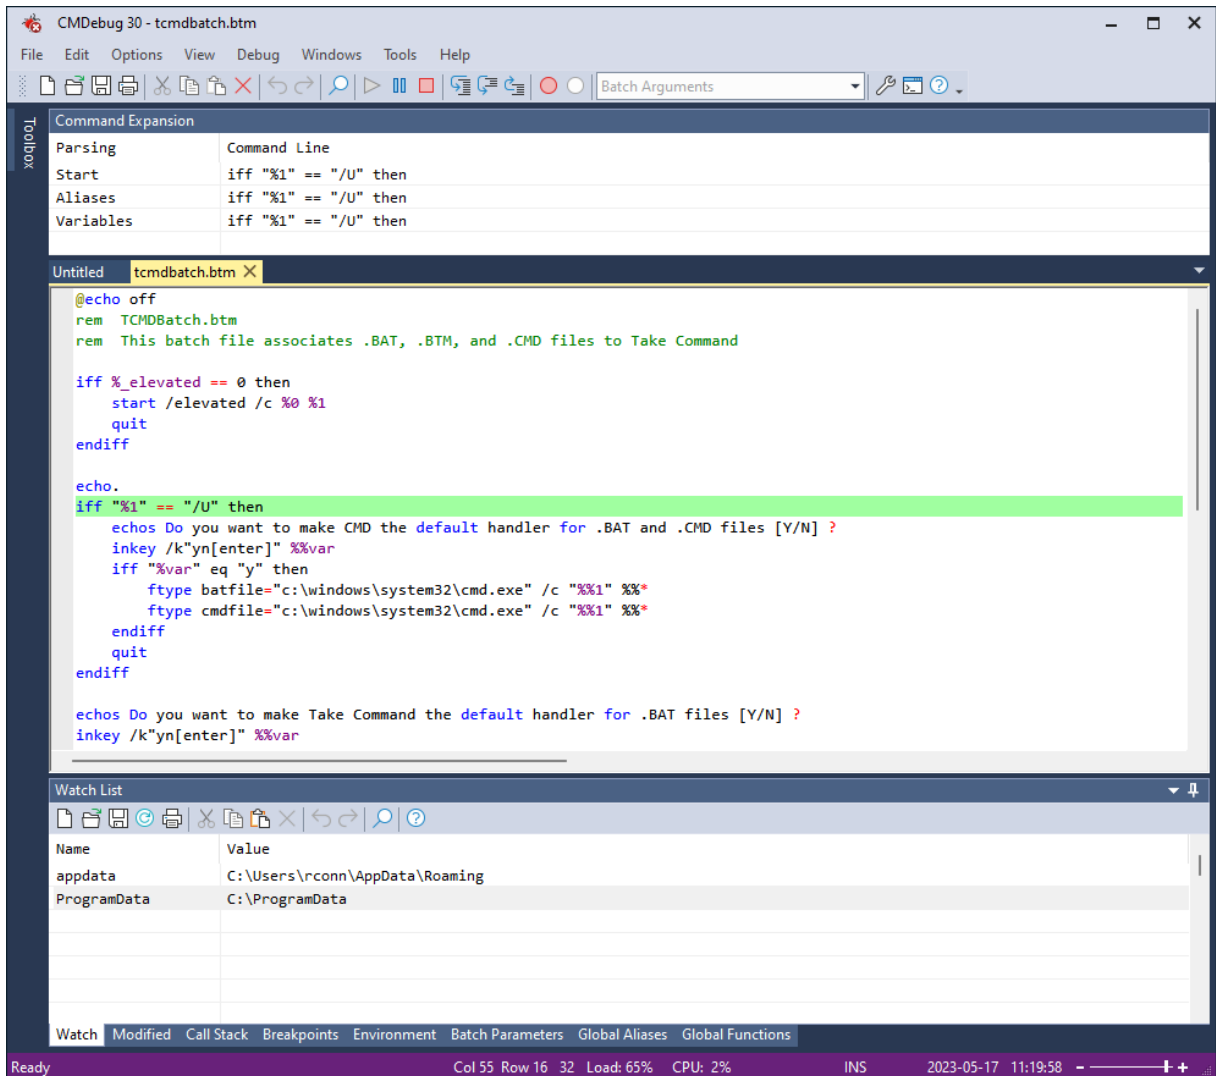 CMDebug 30 - tcmdbatch.btm
File Edit Options View Debug Windows Tools Help
Batch Arguments
Toolbox
Command Expansion
Parsing Command Line
Start iff "%1" == "/U" then
Aliases iff "%1" == "/U" then
Variables iff "%1" == "/U" then
Untitled tcmdbatch.btm
@echo off
rem  TCMDBatch.btm
rem  This batch file associates .BAT, .BTM, and .CMD files to Take Command
iff %_elevated == 0 then
    start /elevated /c %0 %1
    quit
endiff
echo.
iff "%1" == "/U" then
    echos Do you want to make CMD the default handler for .BAT and .CMD files [Y/N] ?
    inkey /k"yn[enter]" %%var
    iff "%var" eq "y" then
        ftype batfile="c:\windows\system32\cmd.exe" /c "%%1" %%*
        ftype cmdfile="c:\windows\system32\cmd.exe" /c "%%1" %%*
    endiff
    quit
endiff
echos Do you want to make Take Command the default handler for .BAT files [Y/N] ?
inkey /k"yn[enter]" %%var
Watch List
Name Value
appdata C:\Users\rconn\AppData\Roaming
ProgramData C:\ProgramData
Watch Modified Call Stack Breakpoints Environment Batch Parameters Global Aliases Global Functions
Ready Col 55 Row 16 32 Load: 65% CPU: 2% INS 2023-05-17 11:19:58